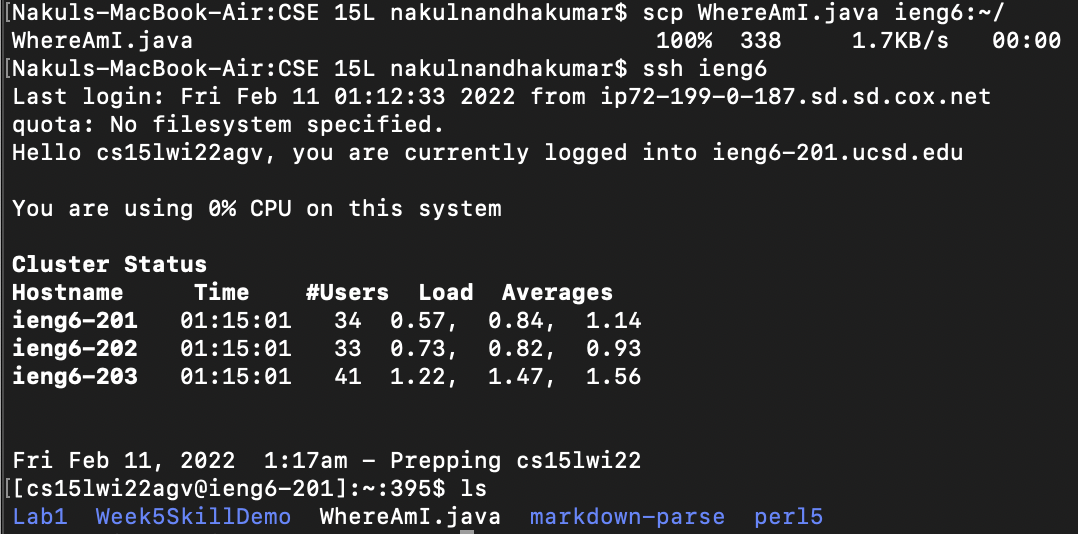 [Nakuls-MacBook-Air:CSE 15L nakulnandhakumar$ scp WhereAmI.java ieng6:~/
WhereAmI.java 100% 338 1.7KB/s 00:00
[Nakuls-MacBook-Air:CSE 15L nakulnandhakumar$ ssh ieng6
Last login: Fri Feb 11 01:12:33 2022 from ip72-199-0-187.sd.sd.cox.net
quota: No filesystem specified.
Hello cs15lwi22agv, you are currently logged into ieng6-201.ucsd.edu
You are using 0% CPU on this system
Cluster Status
Hostname Time #Users Load Averages
ieng6-201 01:15:01 34 0.57, 0.84, 1.14
ieng6-202 01:15:01 33 0.73, 0.82, 0.93
ieng6-203 01:15:01 41 1.22, 1.47, 1.56
Fri Feb 11, 2022 1:17am - Prepping cs15lwi22
[[cs15lwi22agv@ieng6-201]:~:395$ ls
Lab1 Week5SkillDemo WhereAmI.java markdown-parse perl5